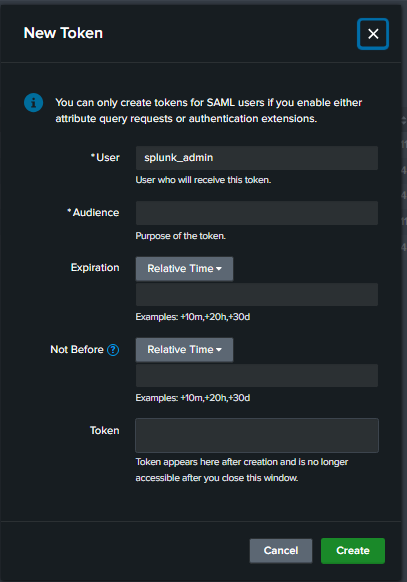 New Token
You can only create tokens for SAML users if you enable either
attribute query requests or authentication extensions.
*User splunk_admin
User who will receive this token.
*Audience
Purpose of the token.
Expiration Relative Time
Examples: +10m,+20h,+30d
Not Before ? Relative Time
Examples: +10m,+20h,+30d
Token
Token appears here after creation and is no longer
accessible after you close this window.
Cancel Create